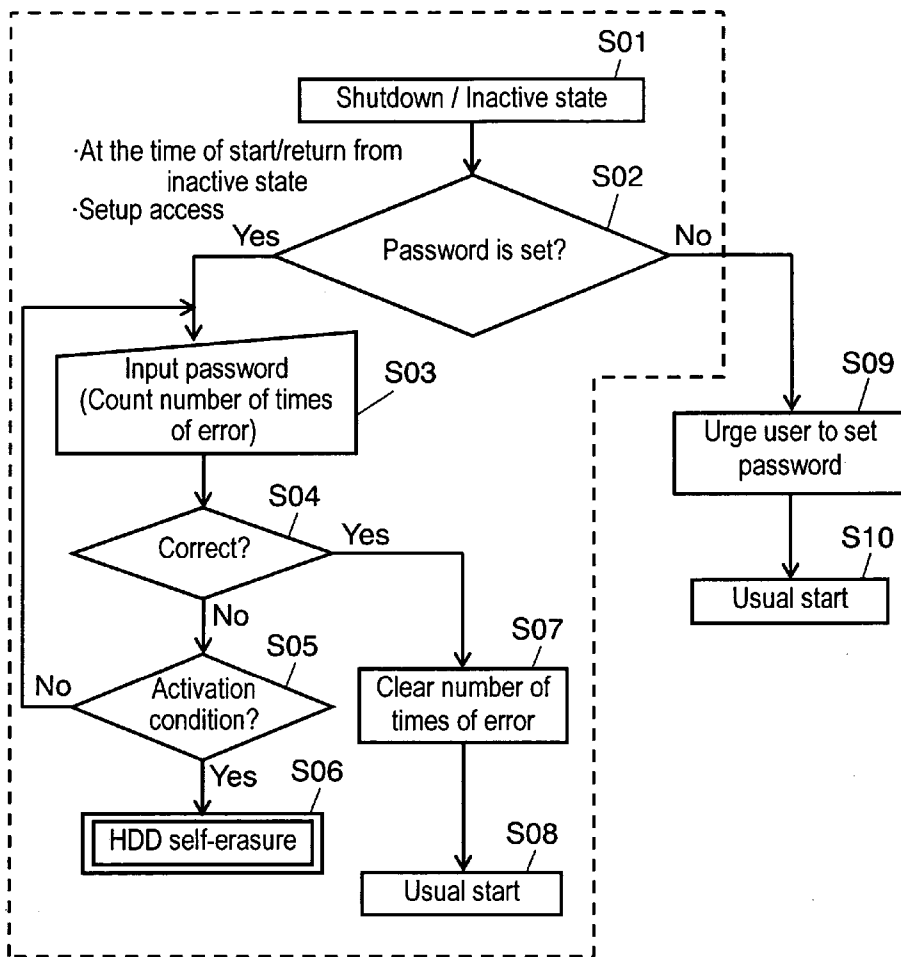 S01
Shutdown / Inactive state
·At the time of start/return from
inactive state
·Setup access
S02
Password is set?
Yes
No
Input password
(Count number of times
of error)
S03
S04
Correct?
Yes
No
S05
Activation
condition?
No
Yes
S06
HDD self-erasure
S07
Clear number of
times of error
S08
Usual start
S09
Urge user to set
password
S10
Usual start